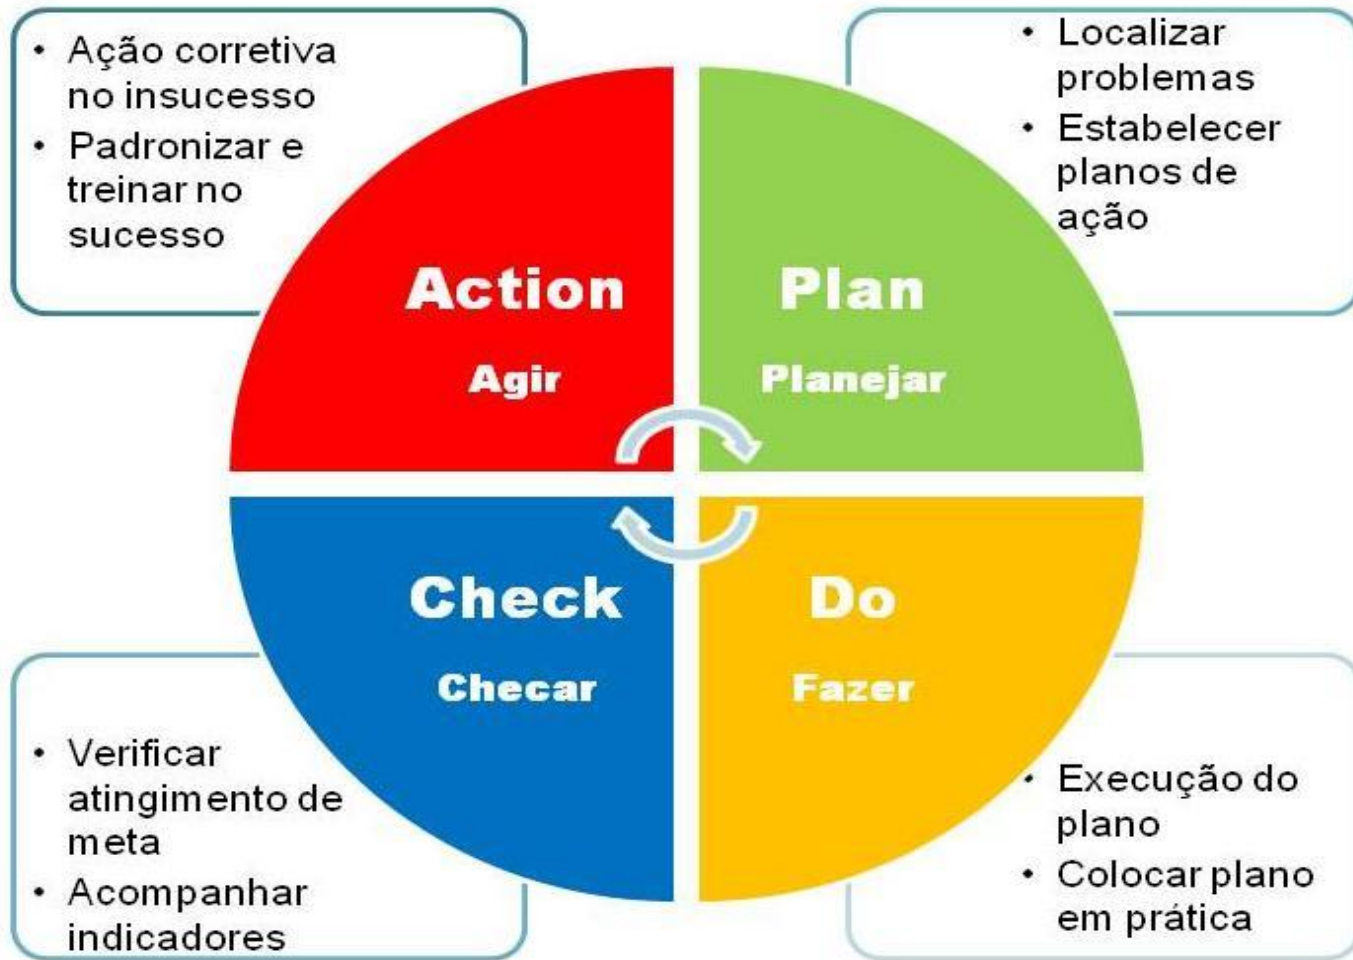 • Ação corretiva
no insucesso
• Padronizar e
treinar no
sucesso
• Localizar
problemas
• Estabelecer
planos de
ação
Action
Agir
Plan
Planejar
Check
Checar
Do
Fazer
• Verificar
atingimento de
meta
• Acompanhar
indicadores
• Execução do
plano
• Colocar plano
em prática